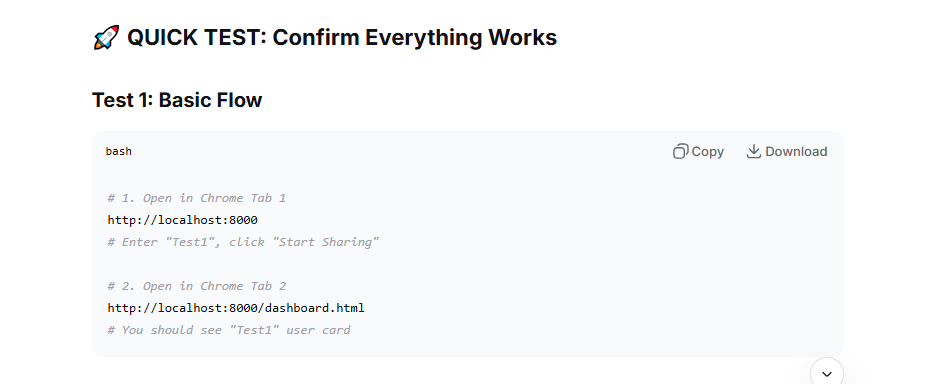 🚀 QUICK TEST: Confirm Everything Works
Test 1: Basic Flow
bash
Copy
Download
# 1. Open in Chrome Tab 1
http://localhost:8000
# Enter "Test1", click "Start Sharing"
# 2. Open in Chrome Tab 2
http://localhost:8000/dashboard.html
# You should see "Test1" user card